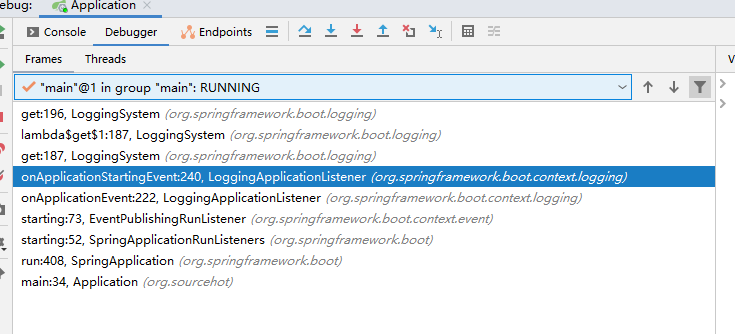 ebug: Application ×
Console Debugger Endpoints
Frames Threads
"main"@1 in group "main": RUNNING
get:196, LoggingSystem (org.springframework.boot.logging)
lambda$get$1:187, LoggingSystem (org.springframework.boot.logging)
get:187, LoggingSystem (org.springframework.boot.logging)
onApplicationStartingEvent:240, LoggingApplicationListener (org.springframework.boot.context.logging)
onApplicationEvent:222, LoggingApplicationListener (org.springframework.boot.context.logging)
starting:73, EventPublishingRunListener (org.springframework.boot.context.event)
starting:52, SpringApplicationRunListeners (org.springframework.boot)
run:408, SpringApplication (org.springframework.boot)
main:34, Application (org.sourcehot)